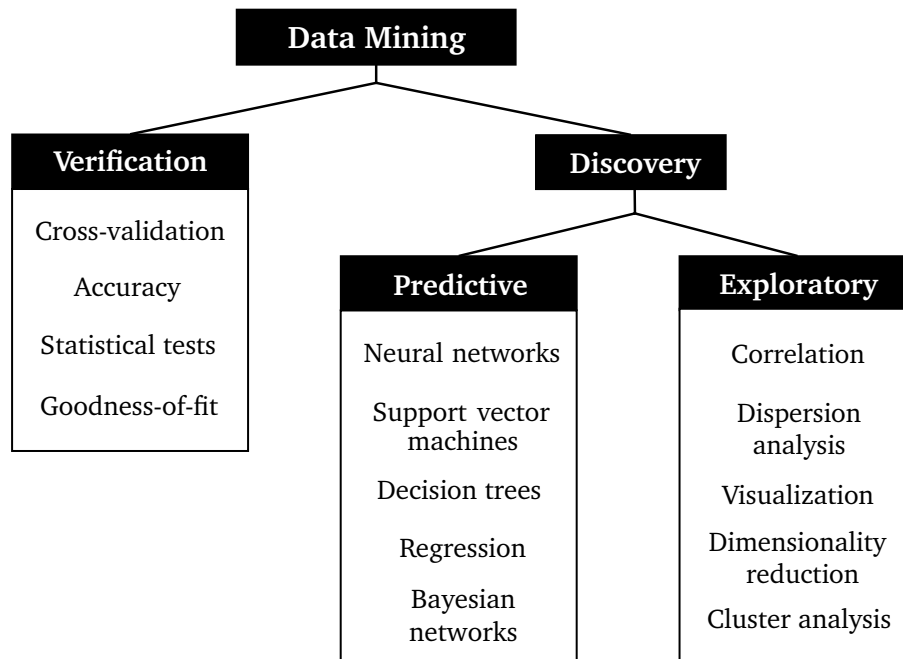 Data Mining
Verification
Cross-validation
Accuracy
Statistical tests
Goodness-of-fit
Discovery
Predictive
Neural networks
Support vector
machines
Decision trees
Regression
Bayesian
networks
Exploratory
Correlation
Dispersion
analysis
Visualization
Dimensionality
reduction
Cluster analysis